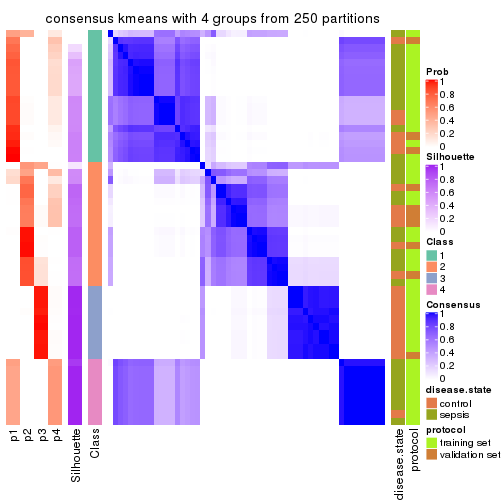 consensus kmeans with 4 groups from 250 partitions
Prob
1
0.8
0.6
0.4
0.2
0
Silhouette
1
0.8
0.6
0.4
0.2
0
Class
1
2
3
4
Consensus
1
0.8
0.6
0.4
0.2
0
disease.state
control
sepsis
protocol
training set
validation set
p1
p2
p3
p4
Silhouette
Class
disease.state
protocol